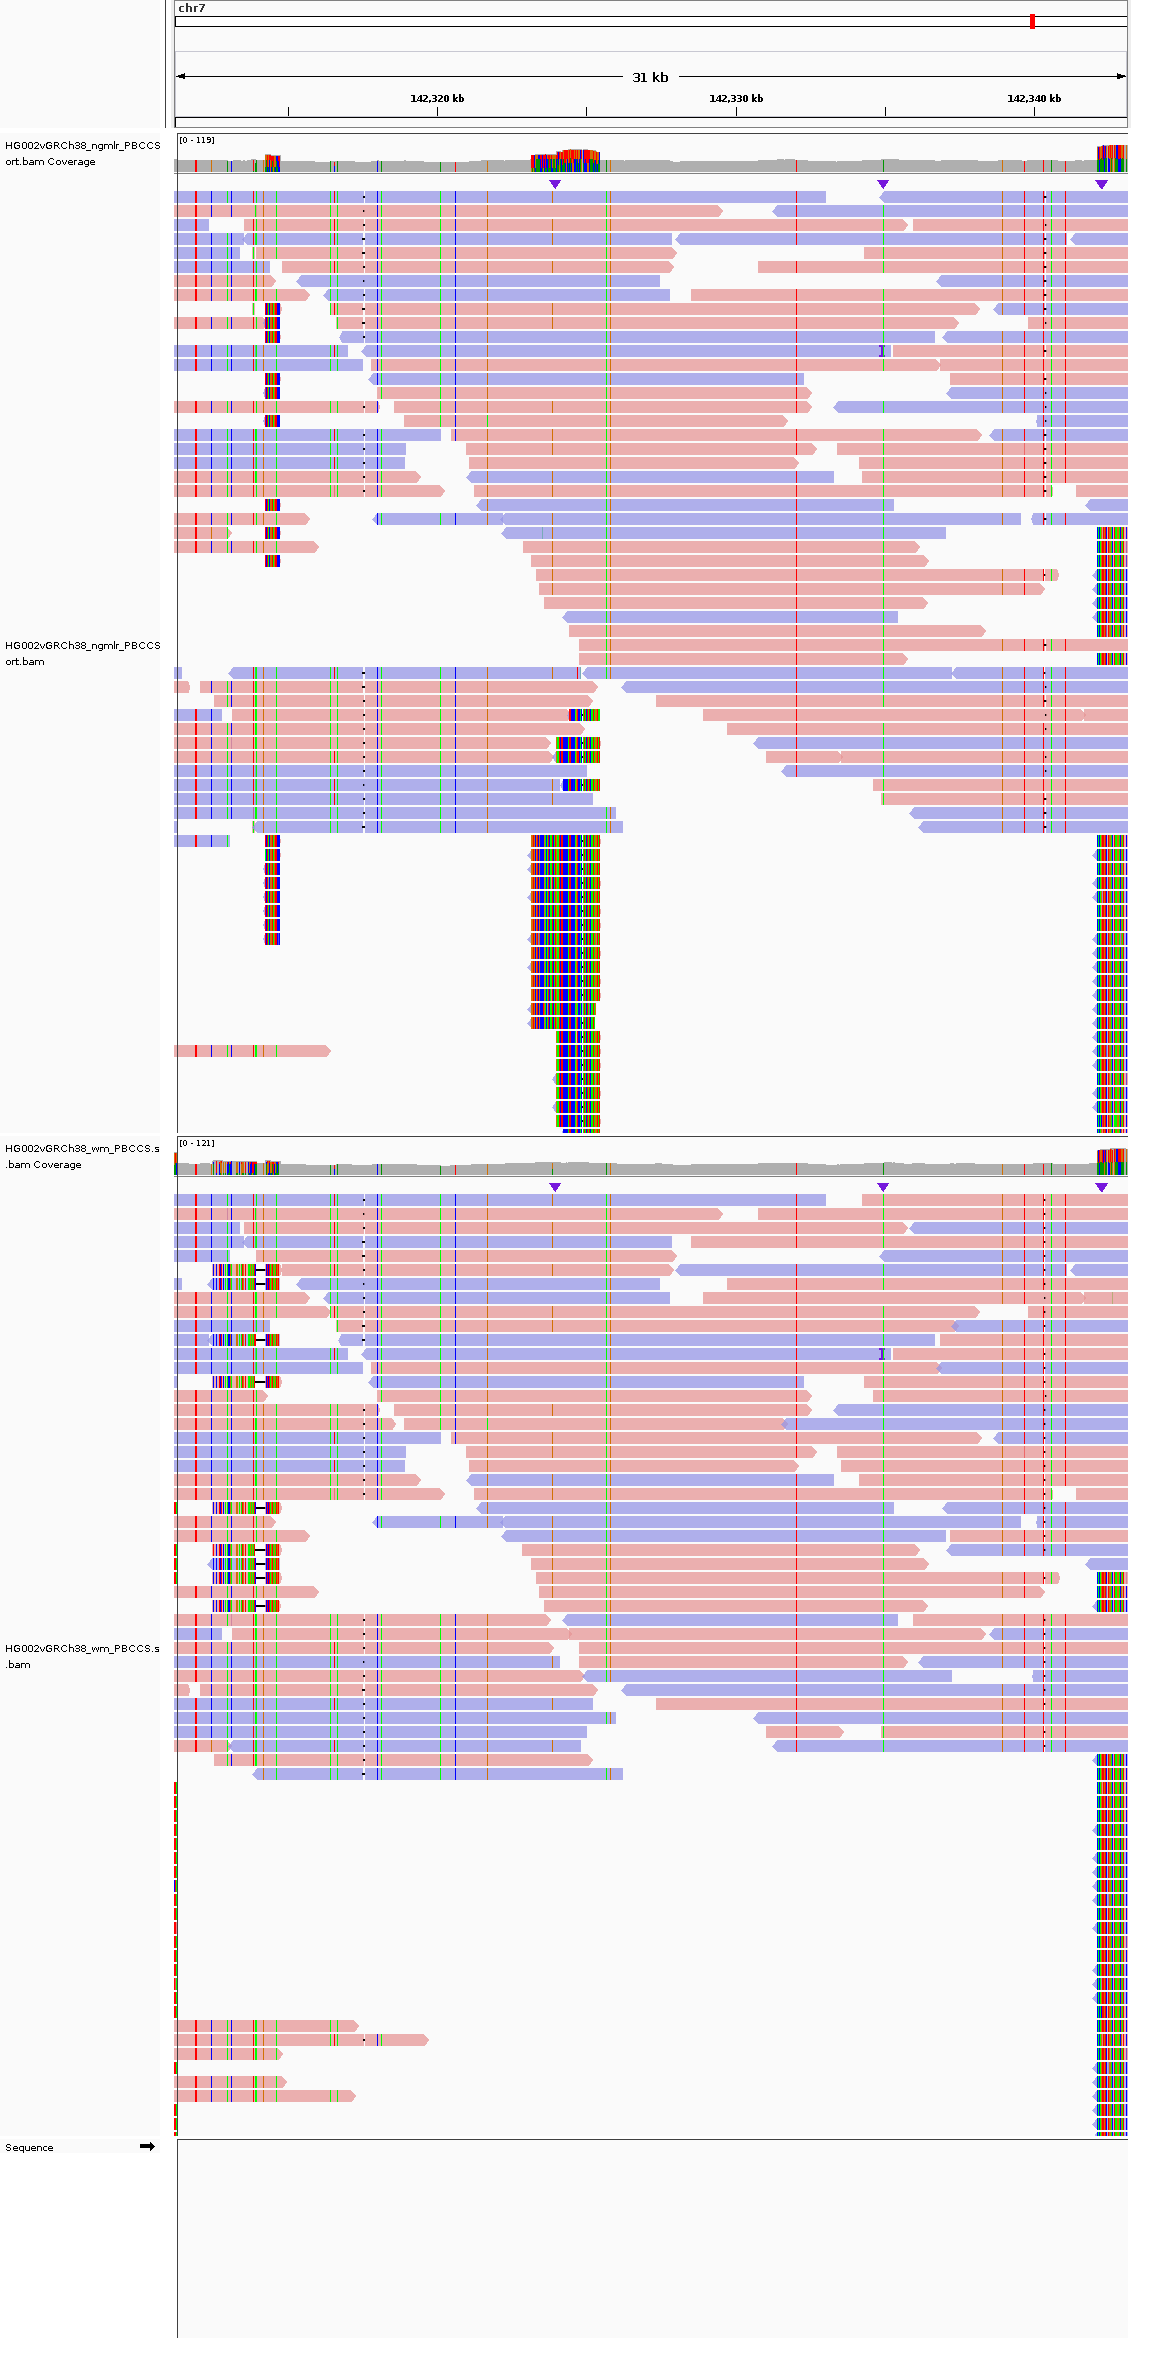 chr7
31 kb
142,320 kb 142,330 kb 142,340 kb
HG002vGRCh38_ngmlr_PBCCS
ort.bam Coverage
[0 - 119]
HG002vGRCh38_ngmlr_PBCCS
ort.bam
HG002vGRCh38_wm_PBCCS.s
.bam Coverage
[0 - 121]
HG002vGRCh38_wm_PBCCS.s
.bam
Sequence